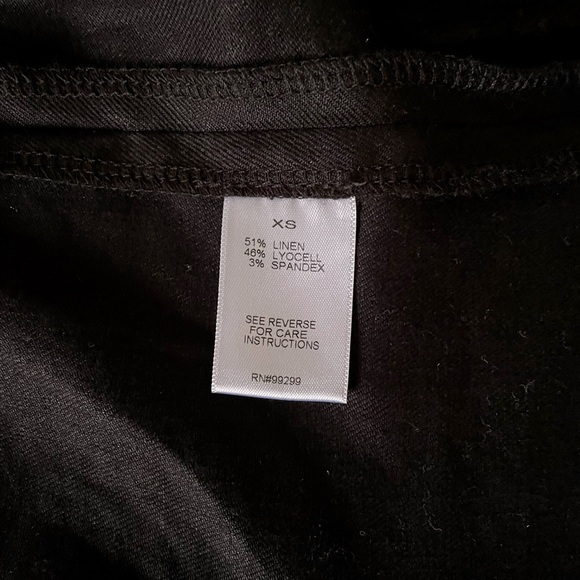 XS
51% LINEN
46% LYOCELL
3% SPANDEX
SEE REVERSE
FOR CARE
INSTRUCTIONS
RN#99299